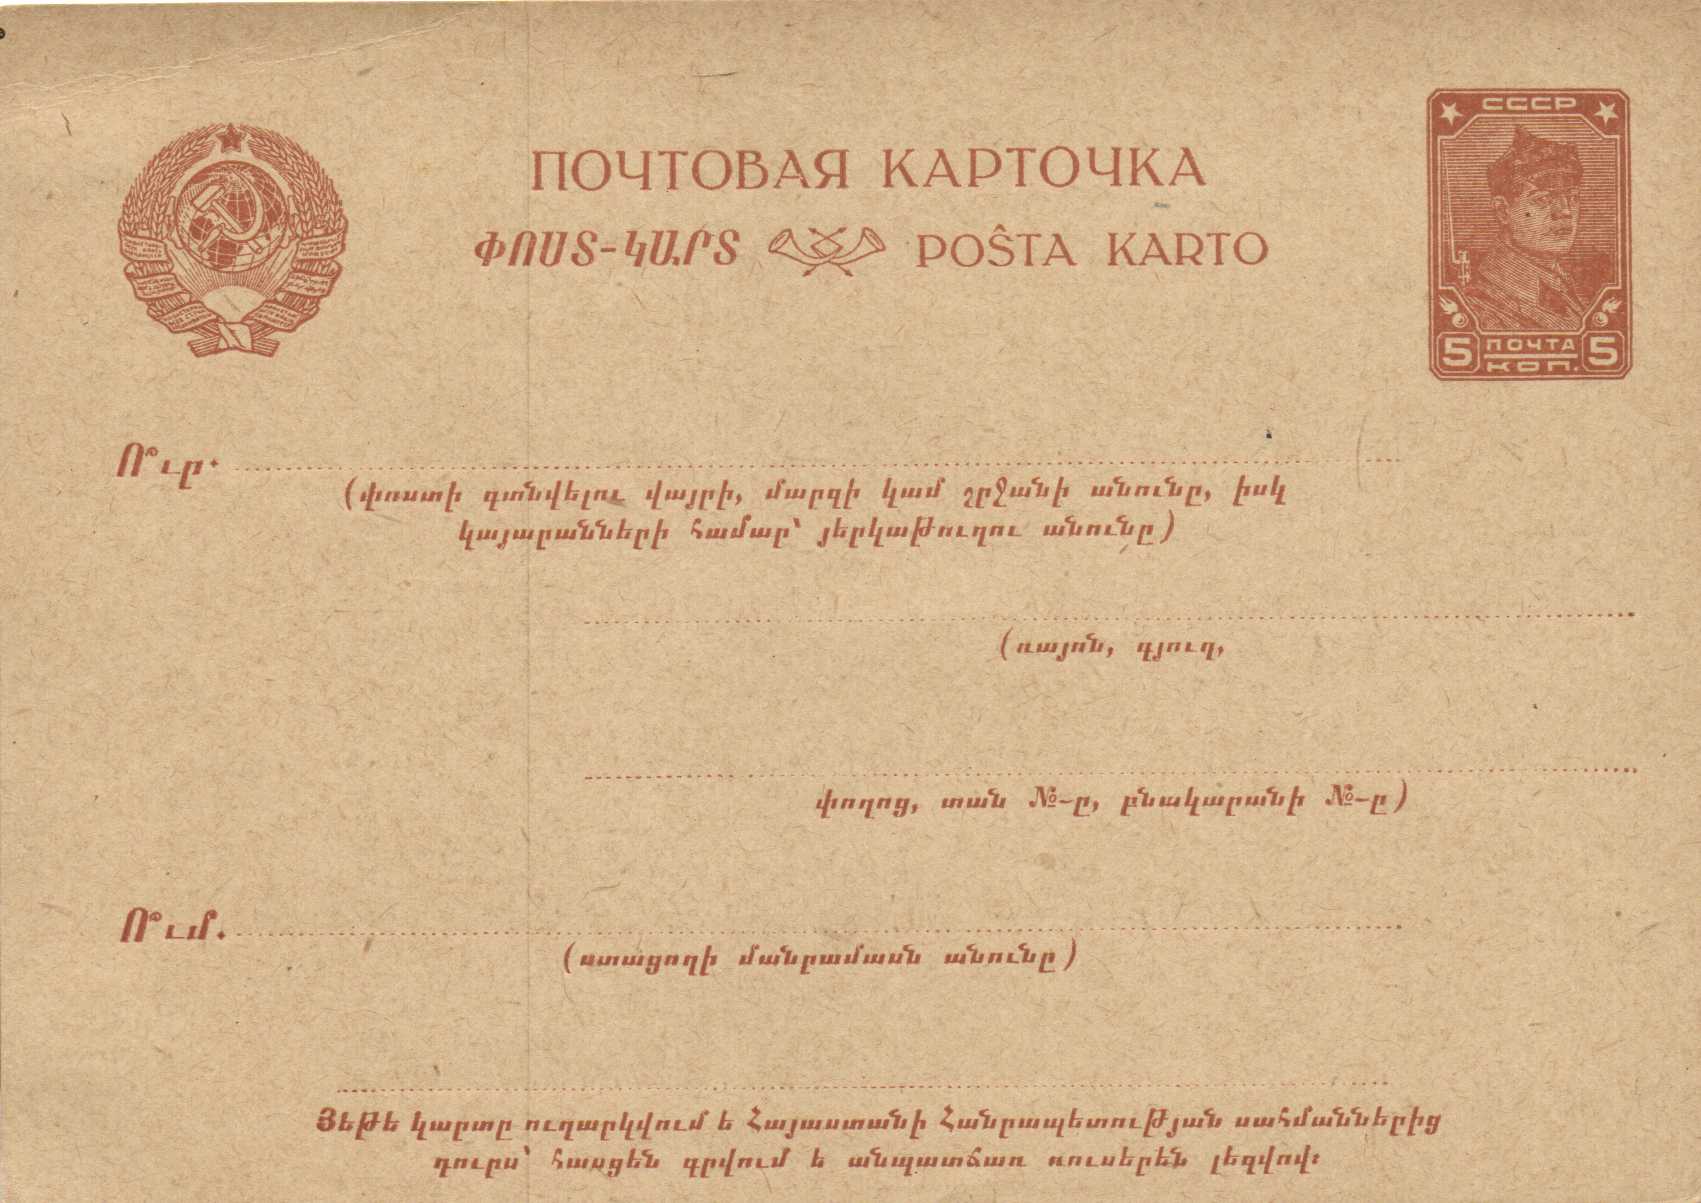 СССР
ПОЧТОВАЯ КАРТОЧКА
ՓՈՍՏ-ԿԱՐՏ POŜTA KARTO
5 ПОЧТА КОП. 5
Ո՞ւր.
(փոստի գտնվելու վայրի, մարզի կամ շրջանի անունը, իսկ
կայարանների համար՝ յերկաթուղու անունը)
(ռայոն, գյուղ,
փողոց, տան №-ը, բնակարանի №-ը)
Ո՞ւմ.
(ստացողի մանրամասն անունը)
Յեթե կարտը ուղարկվում ե Հայաստանի Հանրապետության սահմաններից
դուրս՝ հասցեն գրվում ե անպատճառ ռուսերեն լեզվով։